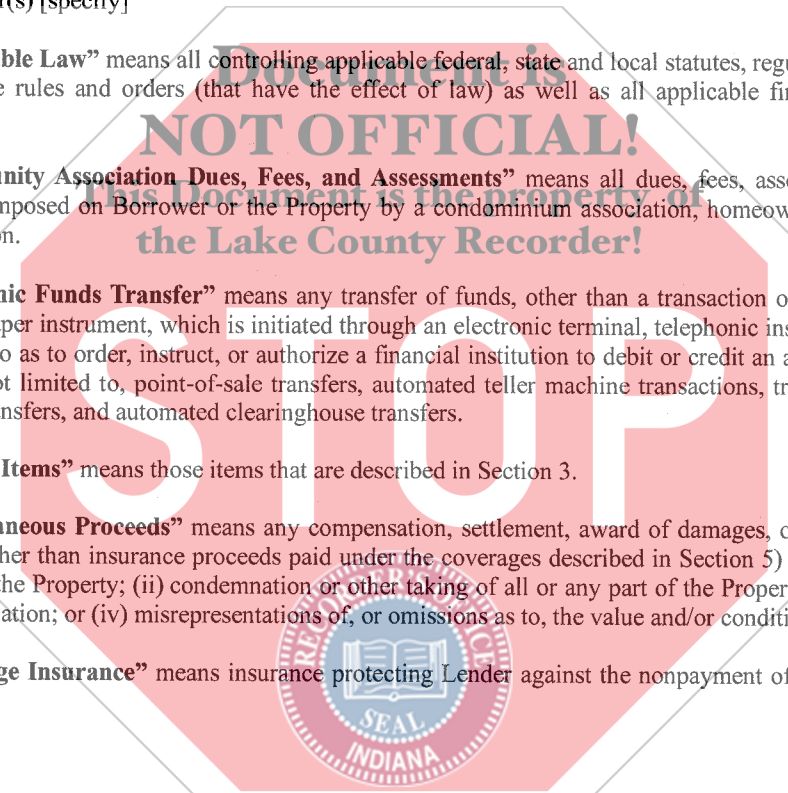 [specify]
ble Law” means all controlling applicable federal, state and local statutes, regu
e rules and orders (that have the effect of law) as well as all applicable fin
nity Association Dues, Fees, and Assessments” means all dues, fees, asse
mposed on Borrower or the Property by a condominium association, homeow
on.
nic Funds Transfer” means any transfer of funds, other than a transaction o
per instrument, which is initiated through an electronic terminal, telephonic ins
o as to order, instruct, or authorize a financial institution to debit or credit an a
ot limited to, point-of-sale transfers, automated teller machine transactions, tr
nsfers, and automated clearinghouse transfers.
Items” means those items that are described in Section 3.
aneous Proceeds” means any compensation, settlement, award of damages, o
her than insurance proceeds paid under the coverages described in Section 5)
the Property; (ii) condemnation or other taking of all or any part of the Proper
ation; or (iv) misrepresentations of, or omissions as to, the value and/or conditi
ge Insurance” means insurance protecting Lender against the nonpayment of
Document is
NOT OFFICIAL!
This Document is the property of
the Lake County Recorder!
STOP
RECORDER'S OFFICE
SEAL
INDIANA